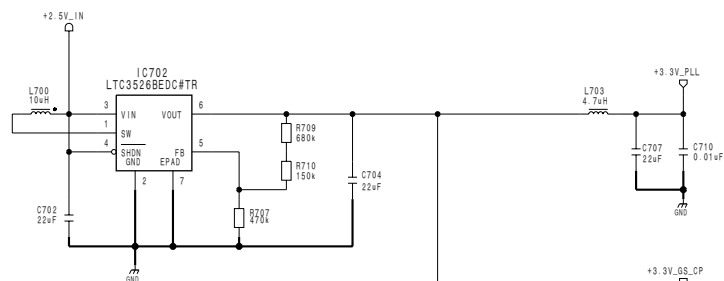 +2.5V_IN
IC702
LTC3526BEDC#TR
L700
10uH
3
VIN
VOUT
6
1
SW
4
SHDN
FB
5
GND
EPAD
2
7
R709
680k
R710
150k
R707
470k
C704
22uF
C702
22uF
GND
L703
4.7uH
+3.3V_PLL
C707
22uF
C710
0.01uF
GND
+3.3V_GS_CP